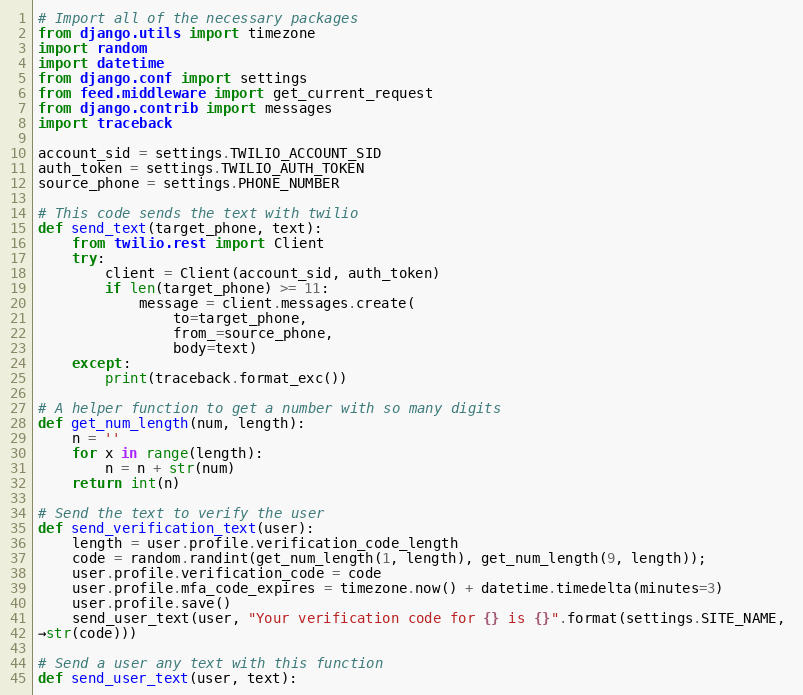 1 # Import all of the necessary packages
2 from django.utils import timezone
3 import random
4 import datetime
5 from django.conf import settings
6 from feed.middleware import get_current_request
7 from django.contrib import messages
8 import traceback
9
10 account_sid = settings.TWILIO_ACCOUNT_SID
11 auth_token = settings.TWILIO_AUTH_TOKEN
12 source_phone = settings.PHONE_NUMBER
13
14 # This code sends the text with twilio
15 def send_text(target_phone, text):
16     from twilio.rest import Client
17     try:
18         client = Client(account_sid, auth_token)
19         if len(target_phone) >= 11:
20             message = client.messages.create(
21                 to=target_phone,
22                 from_=source_phone,
23                 body=text)
24     except:
25         print(traceback.format_exc())
26
27 # A helper function to get a number with so many digits
28 def get_num_length(num, length):
29     n = ''
30     for x in range(length):
31         n = n + str(num)
32     return int(n)
33
34 # Send the text to verify the user
35 def send_verification_text(user):
36     length = user.profile.verification_code_length
37     code = random.randint(get_num_length(1, length), get_num_length(9, length));
38     user.profile.verification_code = code
39     user.profile.mfa_code_expires = timezone.now() + datetime.timedelta(minutes=3)
40     user.profile.save()
41     send_user_text(user, "Your verification code for {} is {}".format(settings.SITE_NAME,
42 →str(code)))
43
44 # Send a user any text with this function
45 def send_user_text(user, text):